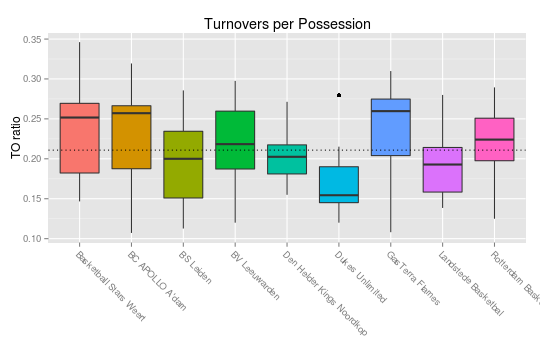 Turnovers per Possession
TO ratio
0.35
0.30
0.25
0.20
0.15
0.10
Basketball Stars Weert
BC APOLLO A'dam
BS Leiden
BV Leeuwarden
Den Helder Kings Noordkop
Dukes Unlimited
GasTerra Flames
Landstede Basketbal
Rotterdam Bask